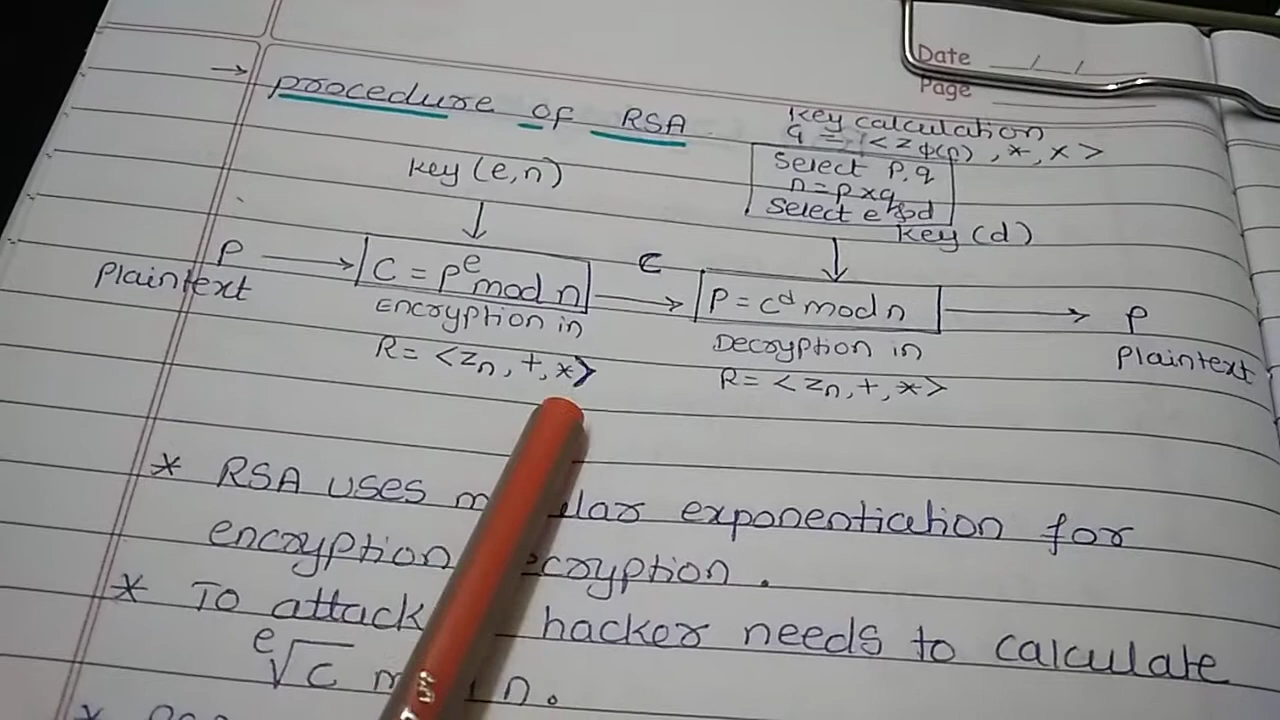 Date / /
Page
→ procedure of RSA
Key calculation
G = <Zφ(p), *, x>
Select p,q
n = p x q
Select e & d
Key (e,n)
Key (d)
P
Plaintext
C = P^e mod n
C
P = C^d mod n
P
Plaintext
Encryption in
R = <Zn, +, *>
Decryption in
R = <Zn, +, *>
* RSA uses exponentiation for
encryption
* To attack hacker needs to calculate
e√C n.